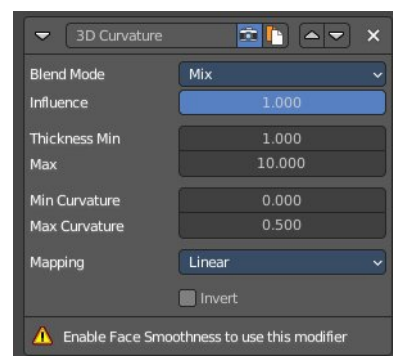 3D Curvature
Blend Mode Mix
Influence 1.000
Thickness Min 1.000
Max 10.000
Min Curvature 0.000
Max Curvature 0.500
Mapping Linear
Invert
Enable Face Smoothness to use this modifier